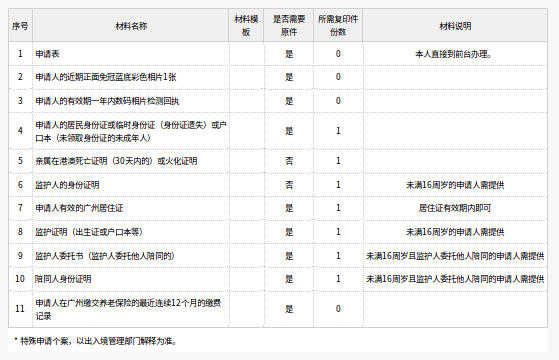 序号 材料名称 材料模板 是否需要原件 所需复印件份数 材料说明
1 申请表 是 0 本人直接到前台办理。
2 申请人的近期正面免冠蓝底彩色相片1张 是 0
3 申请人的有效期一年内数码相片检测回执 是 0
4 申请人的居民身份证或临时身份证（身份证遗失）或户 是 1
口本（未领取身份证的未成年人）
5 亲属在港澳死亡证明（30天内的）或火化证明 否 1
6 监护人的身份证明 否 1 未满16周岁的申请人需提供
7 申请人有效的广州居住证 是 1 居住证有效期内即可
8 监护证明（出生证或户口本等） 是 1 未满16周岁的申请人需提供
9 监护人委托书（监护人委托他人陪同的） 是 1 未满16周岁且监护人委托他人陪同的申请人需提供
10 陪同人身份证明 是 1 未满16周岁且监护人委托他人陪同的申请人需提供
11 申请人在广州缴交养老保险的最近连续12个月的缴费 是 0
记录
* 特殊申请个案，以出入境管理部门解释为准。